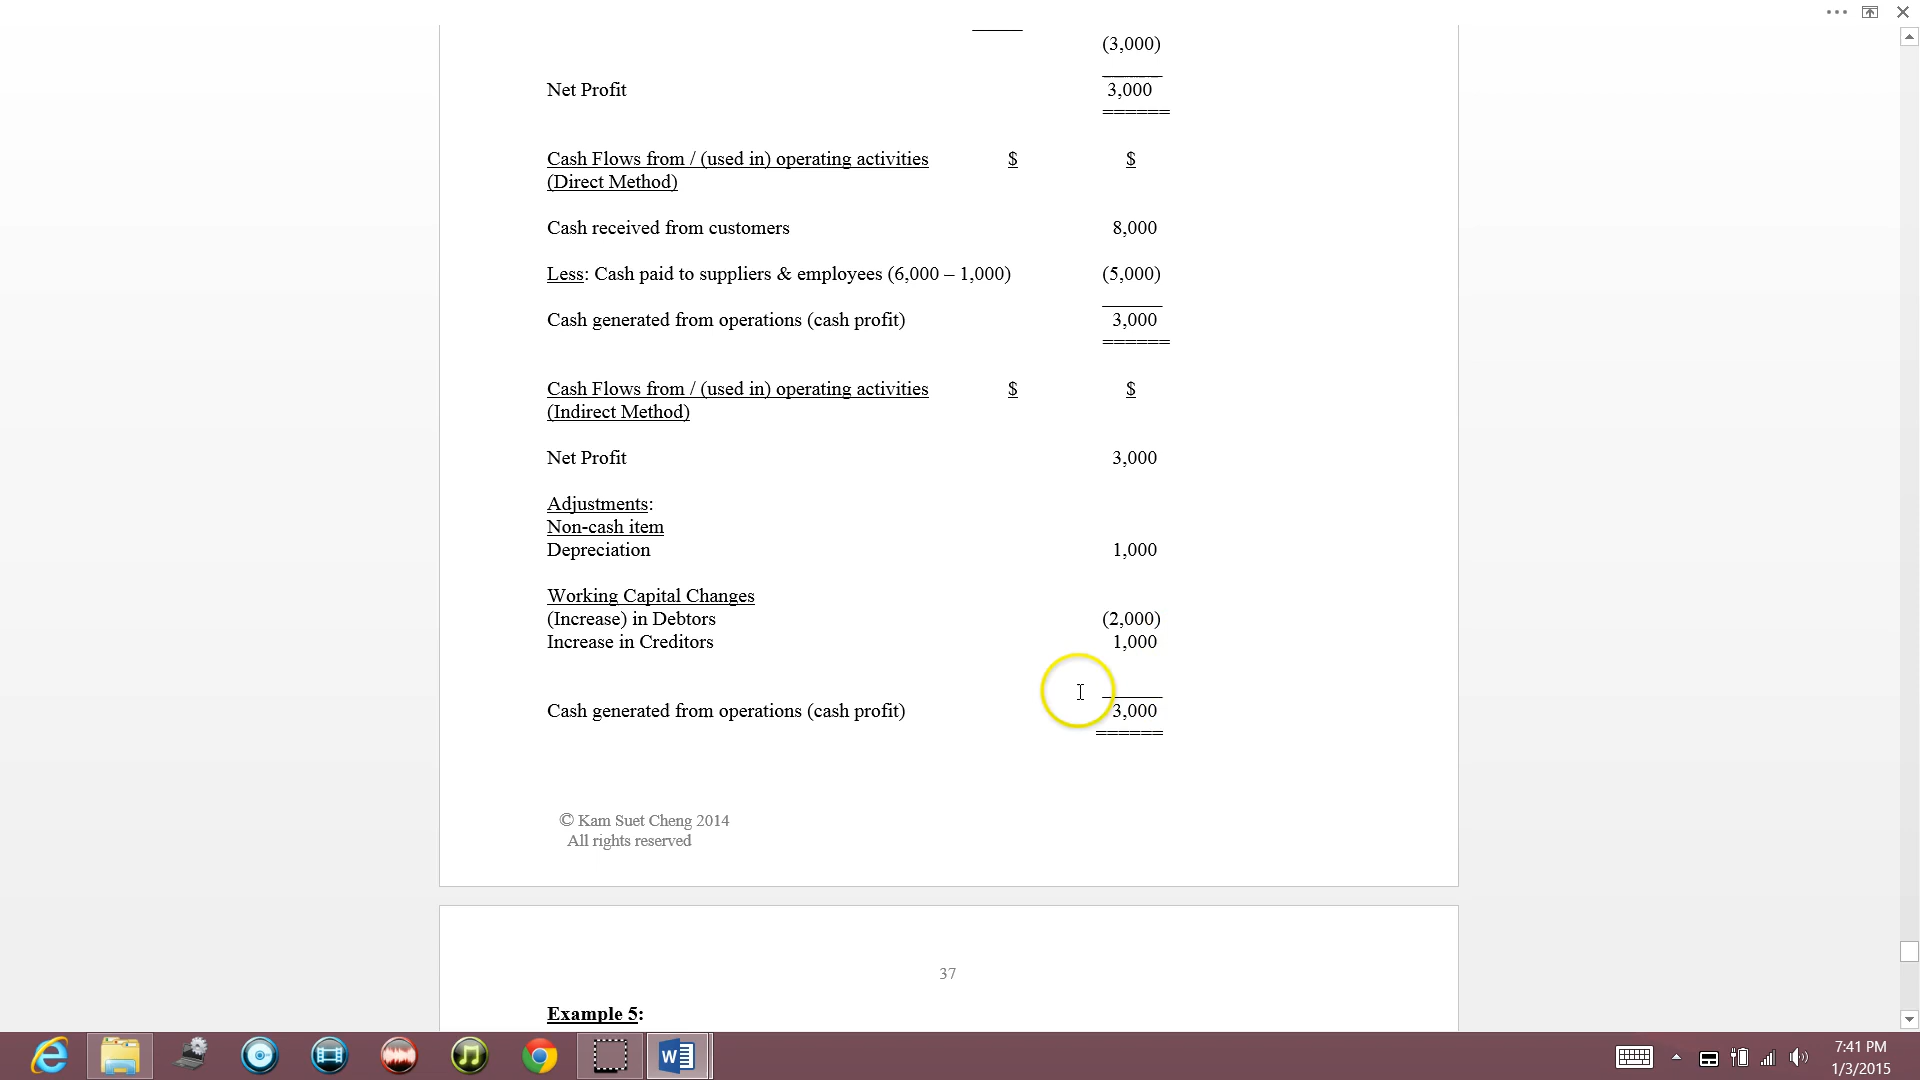 (3,000)
Net Profit 3,000
======
Cash Flows from / (used in) operating activities $ $
(Direct Method)
Cash received from customers 8,000
Less: Cash paid to suppliers & employees (6,000 – 1,000) (5,000)
Cash generated from operations (cash profit) 3,000
======
Cash Flows from / (used in) operating activities $ $
(Indirect Method)
Net Profit 3,000
Adjustments:
Non-cash item
Depreciation 1,000
Working Capital Changes
(Increase) in Debtors (2,000)
Increase in Creditors 1,000
Cash generated from operations (cash profit) 3,000
======
© Kam Suet Cheng 2014
All rights reserved
37
Example 5:
7:41 PM
1/3/2015